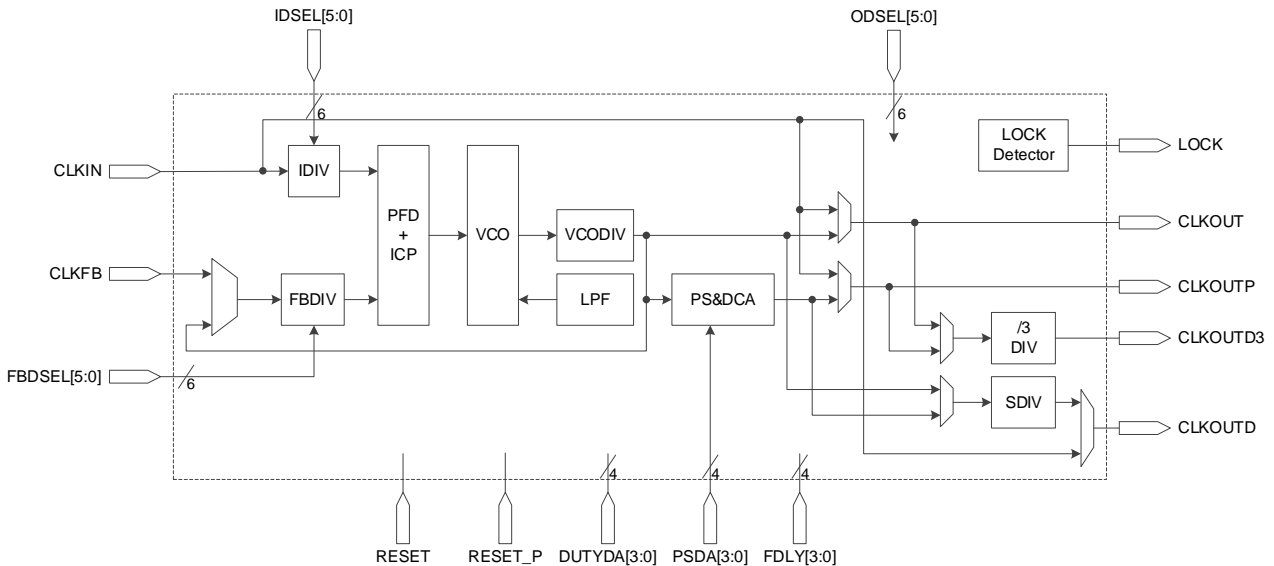 IDSEL[5:0]
ODSEL[5:0]
6
6
LOCK
Detector
LOCK
CLKIN
IDIV
PFD
+
ICP
VCO
VCODIV
CLKOUT
CLKFB
FBDIV
LPF
PS&DCA
CLKOUTP
/3
DIV
CLKOUTD3
FBDSEL[5:0]
6
SDIV
CLKOUTD
4
4
4
RESET
RESET_P
DUTYDA[3:0]
PSDA[3:0]
FDLY[3:0]